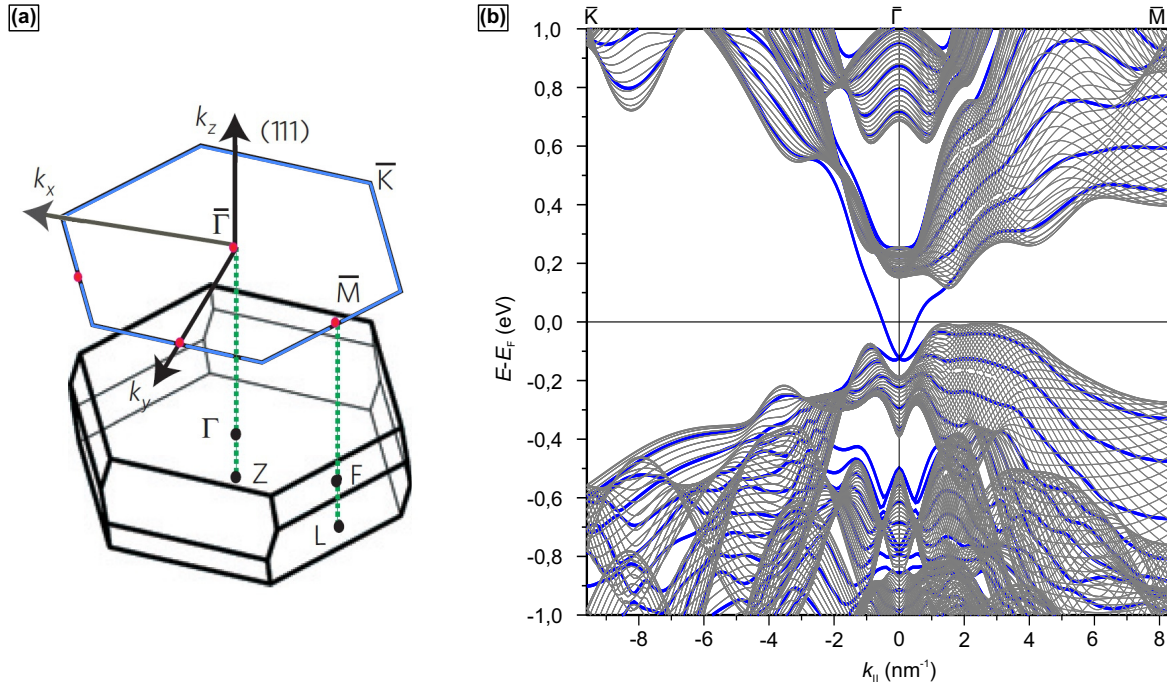 (a)
k_z
(111)
K̅
k_x
Γ̅
M̅
k_y
Γ
Z
F
L
(b)
K̅ Γ̅ M̅
1,0
0,8
0,6
0,4
0,2
0,0
-0,2
-0,4
-0,6
-0,8
-1,0
E-E_F (eV)
-8 -6 -4 -2 0 2 4 6 8
k_|| (nm⁻¹)